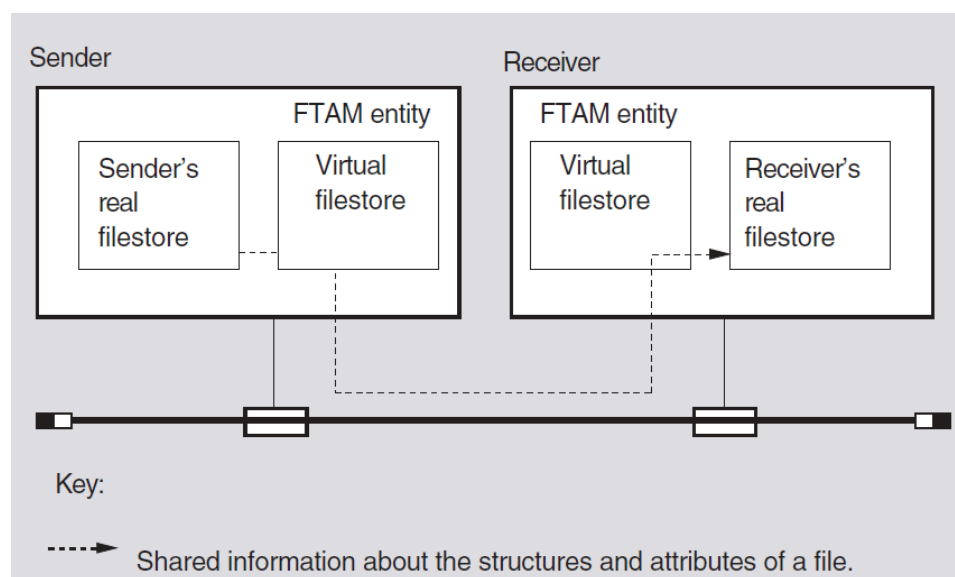 Sender
Receiver
FTAM entity
FTAM entity
Sender's
real
filestore
Virtual
filestore
Virtual
filestore
Receiver's
real
filestore
Key:
Shared information about the structures and attributes of a file.